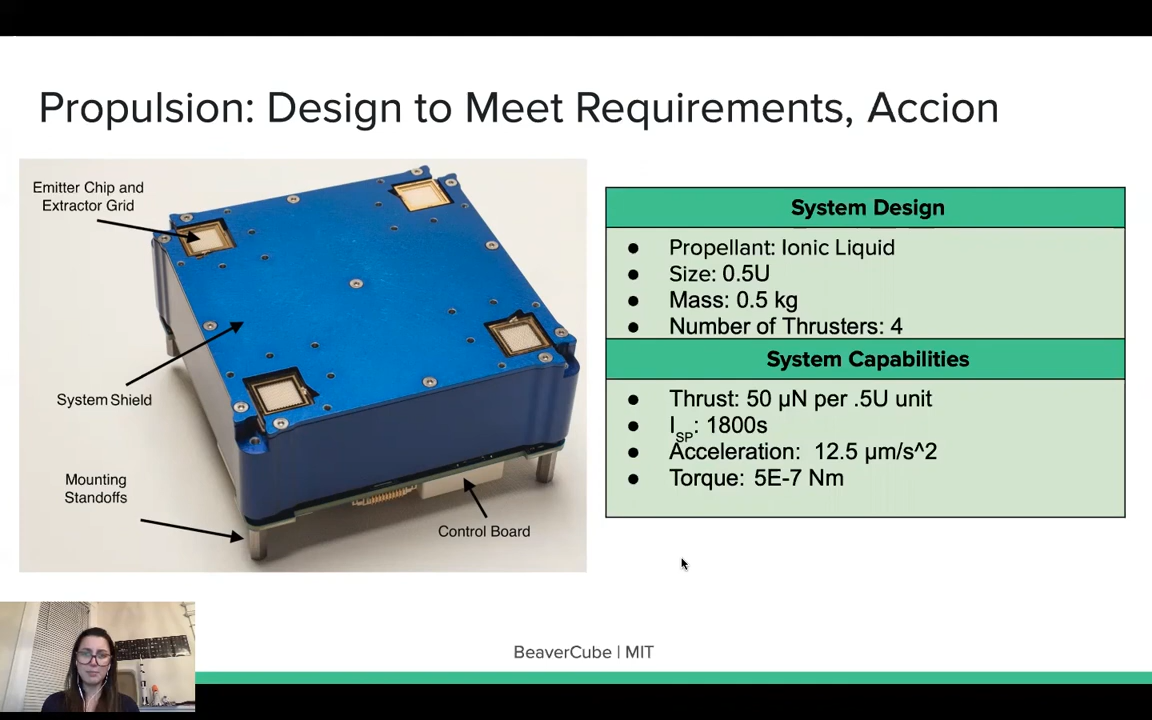 Propulsion: Design to Meet Requirements, Accion
Emitter Chip and
Extractor Grid
System Shield
Mounting
Standoffs
Control Board
System Design
● Propellant: Ionic Liquid
● Size: 0.5U
● Mass: 0.5 kg
● Number of Thrusters: 4
System Capabilities
● Thrust: 50 µN per .5U unit
● ISP: 1800s
● Acceleration: 12.5 µm/s^2
● Torque: 5E-7 Nm
BeaverCube | MIT